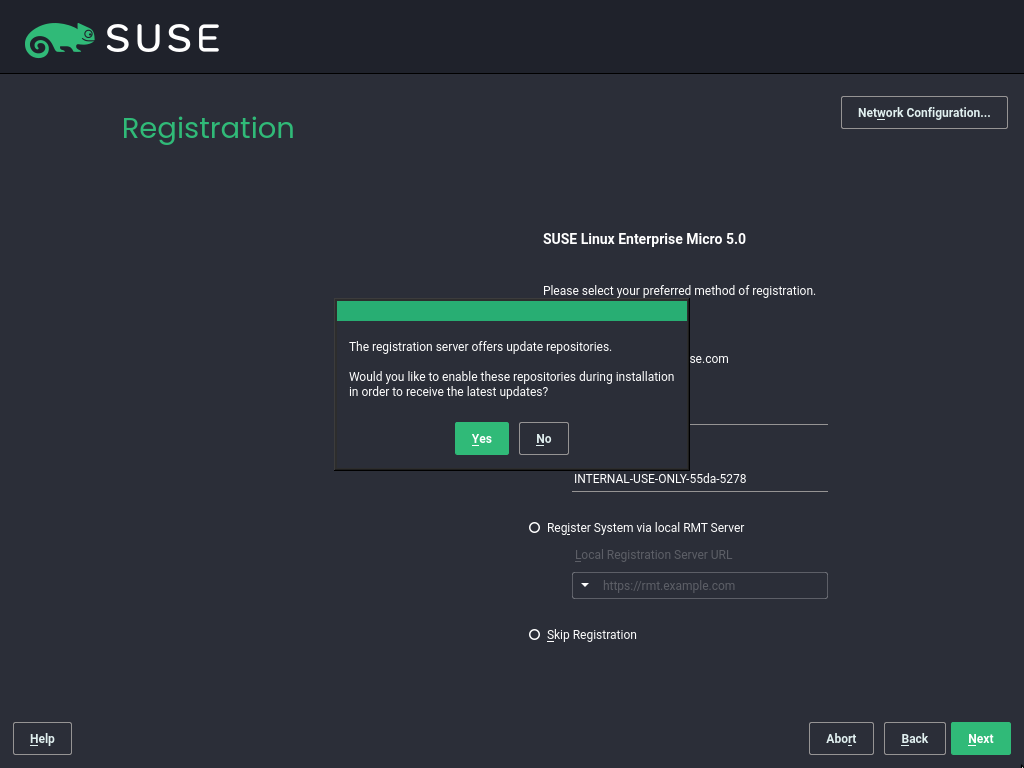 SUSE
Network Configuration...
Registration
SUSE Linux Enterprise Micro 5.0
Please select your preferred method of registration.
The registration server offers update repositories.
se.com
Would you like to enable these repositories during installation
in order to receive the latest updates?
Yes No
INTERNAL-USE-ONLY-55da-5278
Register System via local RMT Server
Local Registration Server URL
https://rmt.example.com
Skip Registration
Help Abort Back Next